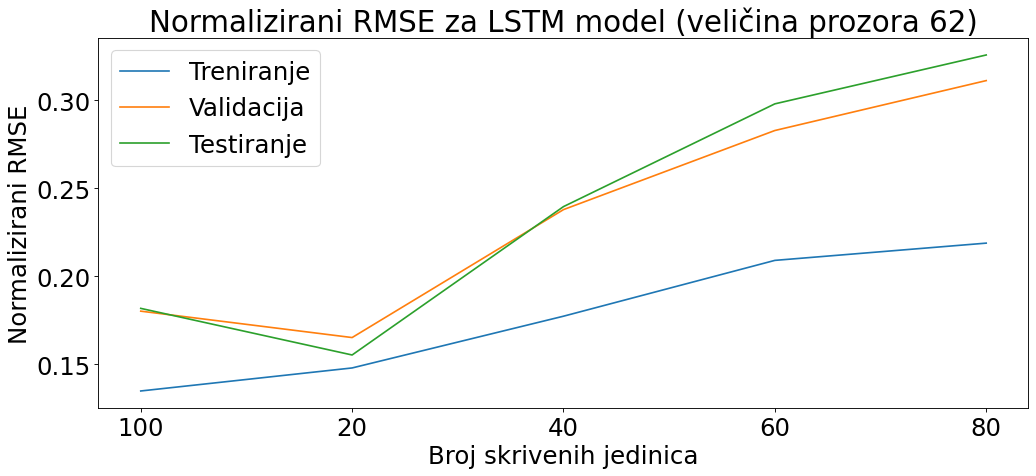 Normalizirani RMSE za LSTM model (veličina prozora 62)
Treniranje
Validacija
Testiranje
Normalizirani RMSE
0.30
0.25
0.20
0.15
100 20 40 60 80
Broj skrivenih jedinica